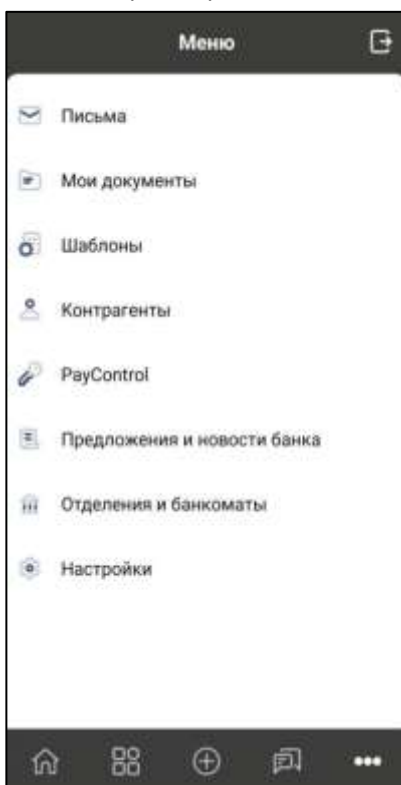 Меню
Письма
Мои документы
Шаблоны
Контрагенты
PayControl
Предложения и новости банка
Отделения и банкоматы
Настройки